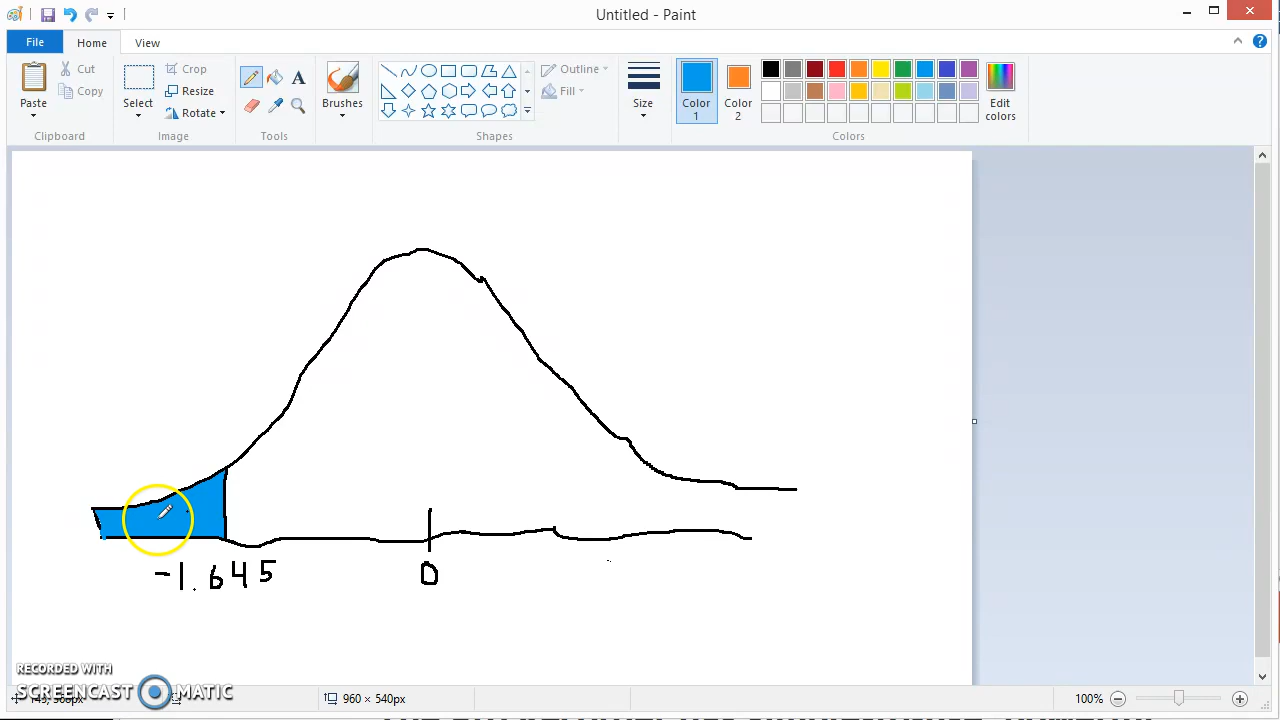 Untitled - Paint
File Home View
Paste
Cut
Copy
Clipboard
Select
Crop
Resize
Rotate
Image
Tools
Brushes
Shapes
Outline
Fill
Size
Color 1
Color 2
Edit colors
Colors
-1.645 0
RECORDED WITH
SCREENCAST MATIC
960 × 540px
100%